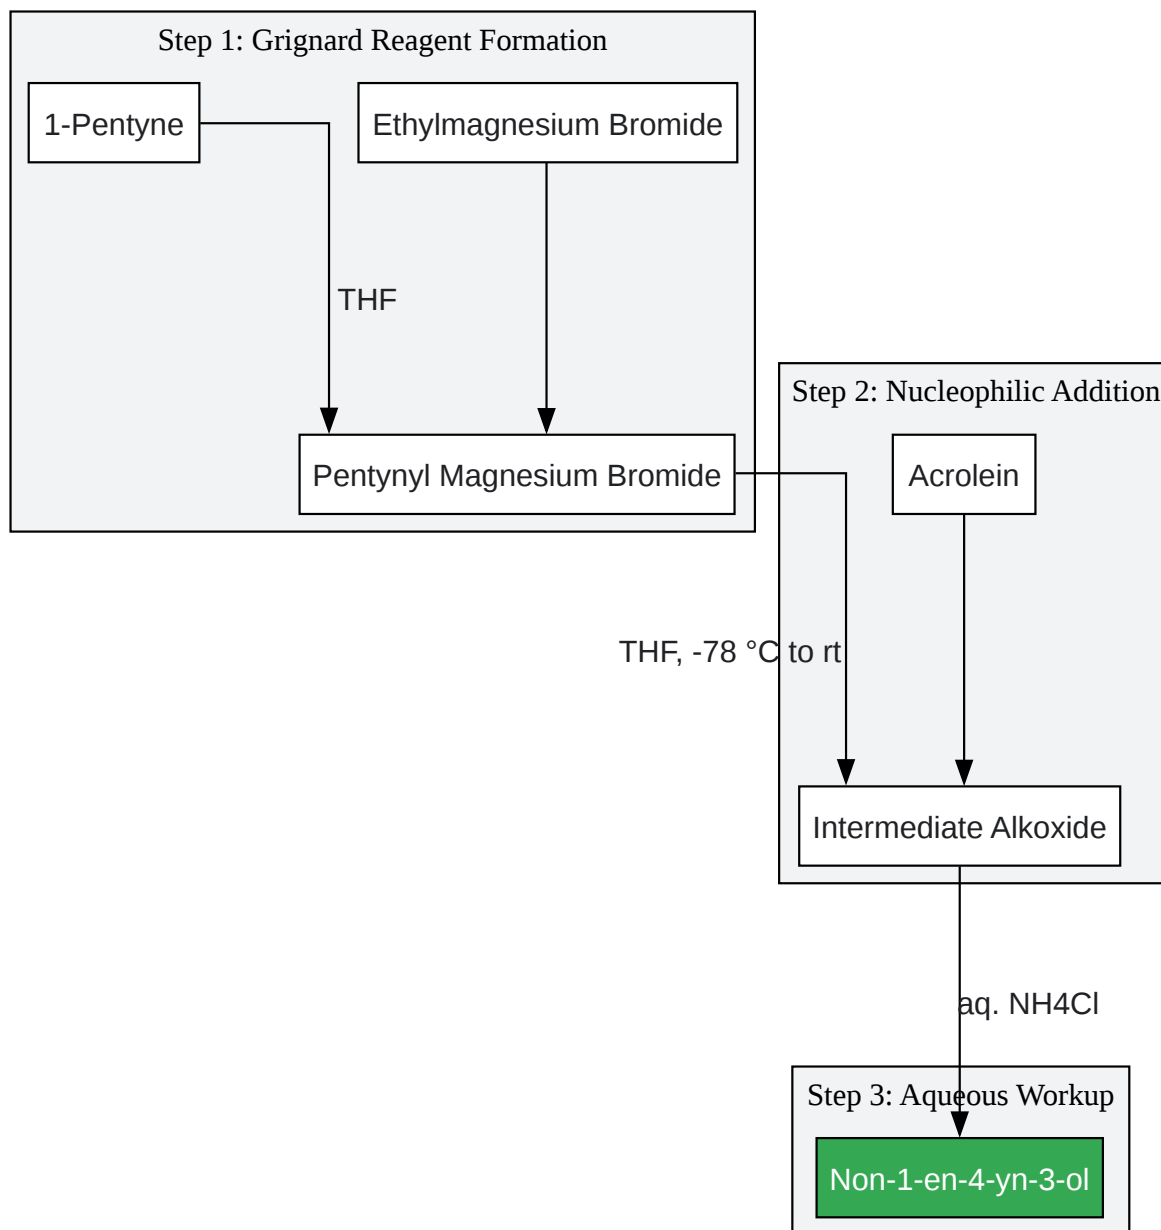 Step 1: Grignard Reagent Formation
1-Pentyne
Ethylmagnesium Bromide
THF
Pentynyl Magnesium Bromide
Step 2: Nucleophilic Addition
Acrolein
THF, -78 °C to rt
Intermediate Alkoxide
aq. NH4Cl
Step 3: Aqueous Workup
Non-1-en-4-yn-3-ol